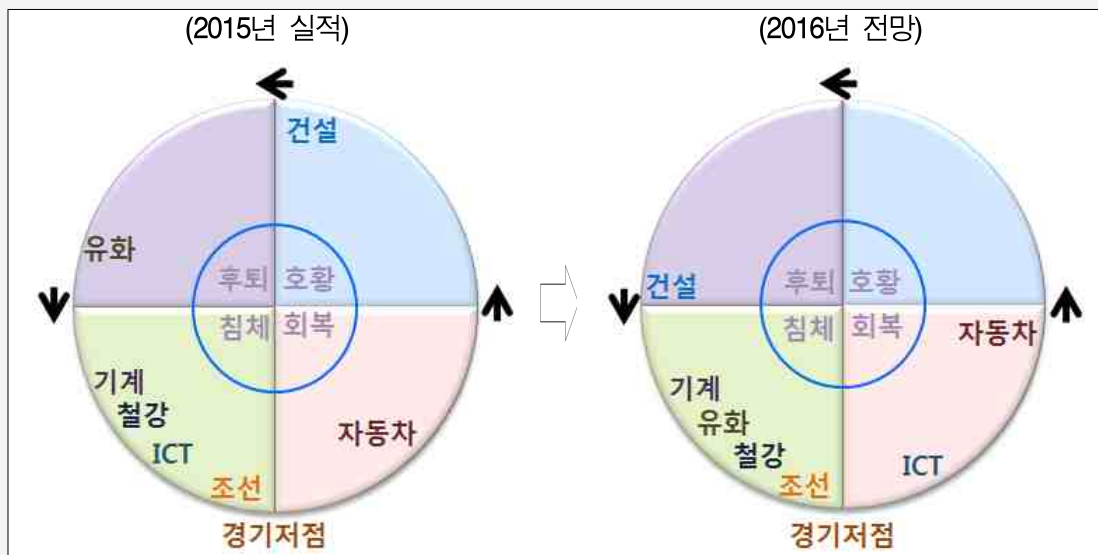 (2015년 실적)
건설
유화
후퇴 호황
침체 회복
기계
철강
ICT
조선
자동차
경기저점
(2016년 전망)
건설
후퇴 호황
침체 회복
자동차
기계
유화
철강
조선
ICT
경기저점